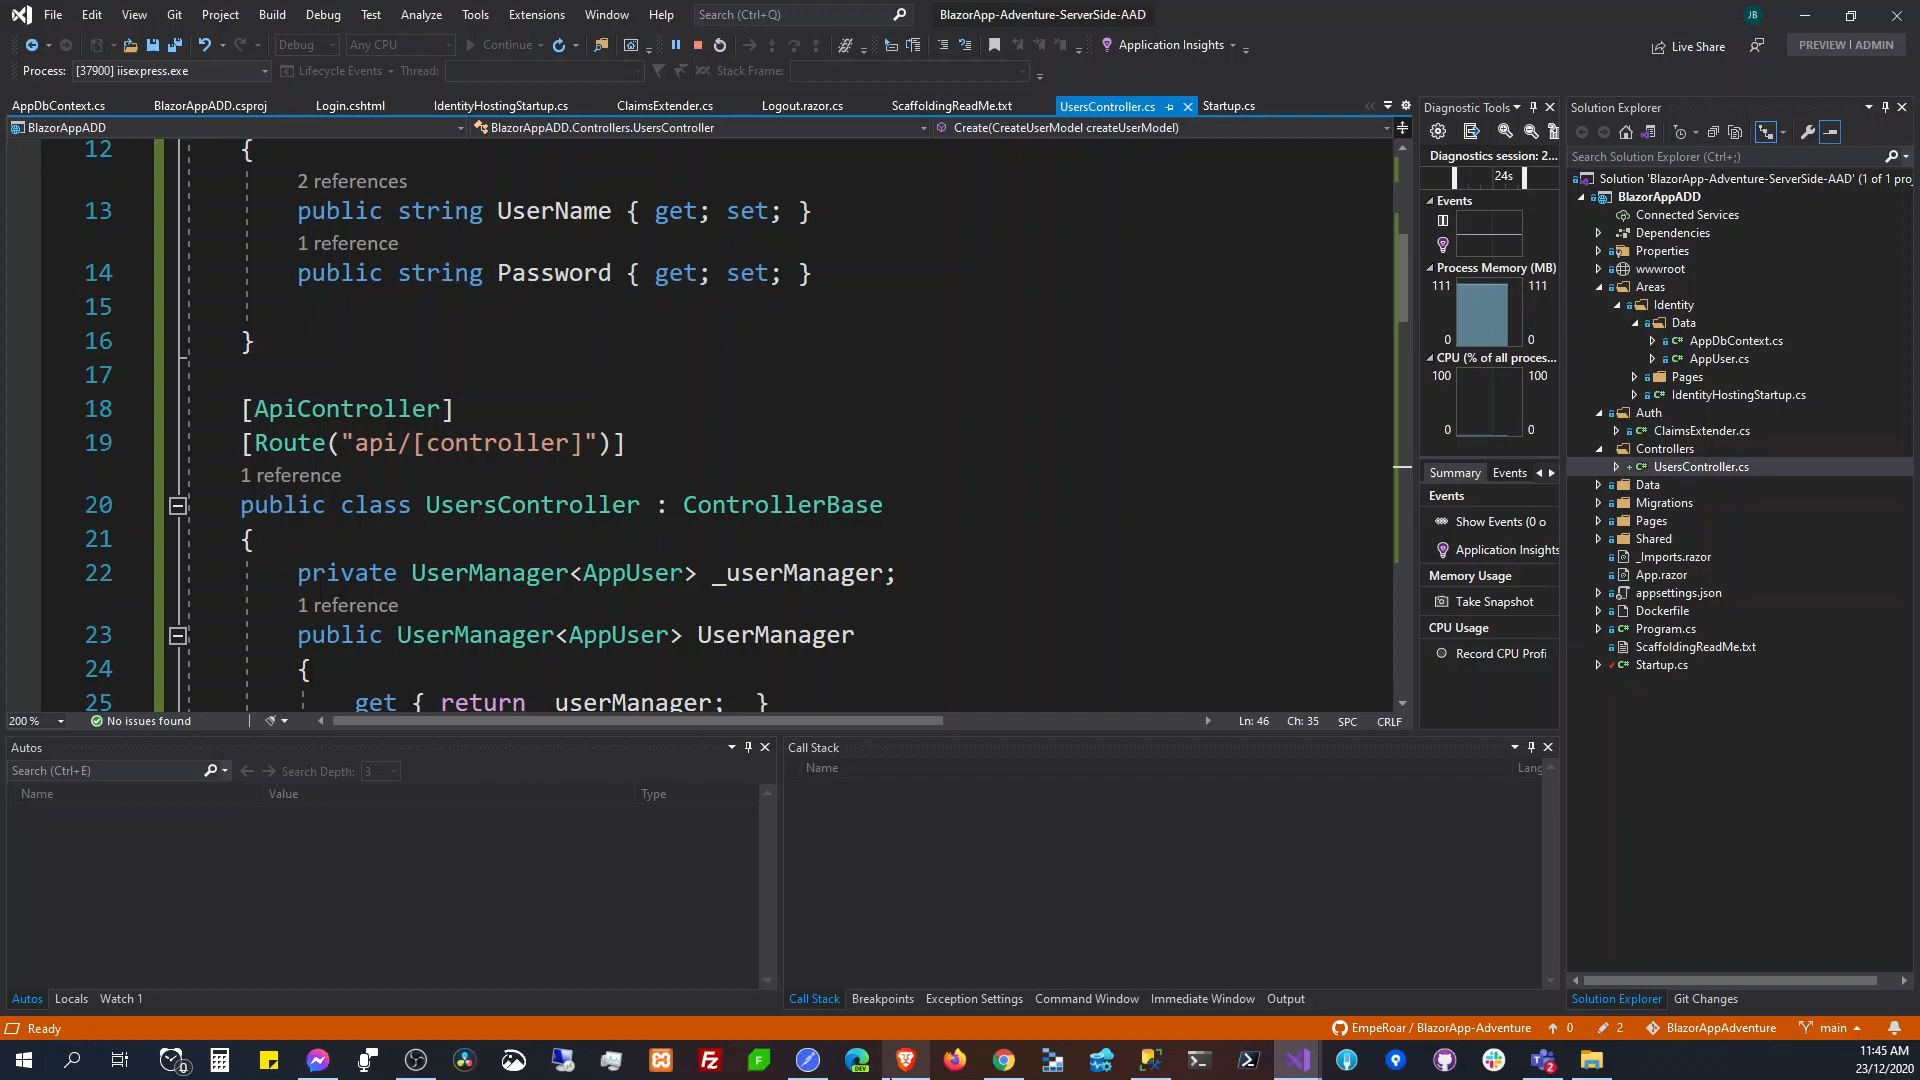 File Edit View Git Project Build Debug Test Analyze Tools Extensions Window Help Search (Ctrl+Q) BlazorApp-Adventure-ServerSide-AAD JB
Debug Any CPU Continue Application Insights Live Share PREVIEW | ADMIN
Process: [37900] iisexpress.exe Lifecycle Events Thread: Stack Frame:
AppDbContext.cs BlazorAppADD.csproj Login.cshtml IdentityHostingStartup.cs ClaimsExtender.cs Logout.razor.cs ScaffoldingReadMe.txt UsersController.cs Startup.cs
BlazorAppADD BlazorAppADD.Controllers.UsersController Create(CreateUserModel createUserModel)
12 {
2 references
13 public string UserName { get; set; }
1 reference
14 public string Password { get; set; }
15
16 }
17
18 [ApiController]
19 [Route("api/[controller]")]
1 reference
20 public class UsersController : ControllerBase
21 {
22 private UserManager<AppUser> _userManager;
1 reference
23 public UserManager<AppUser> UserManager
24 {
25 get { return _userManager; }
200 % No issues found Ln: 46 Ch: 35 SPC CRLF
Diagnostic Tools
Diagnostics session: 2...
24s
Events
Process Memory (MB)
111 111
0 0
CPU (% of all proces...
100 100
0 0
Summary Events
Events
Show Events (0 o
Application Insights
Memory Usage
Take Snapshot
CPU Usage
Record CPU Profi
Solution Explorer
Search Solution Explorer (Ctrl+;)
Solution 'BlazorApp-Adventure-ServerSide-AAD' (1 of 1 pro
BlazorAppADD
Connected Services
Dependencies
Properties
wwwroot
Areas
Identity
Data
AppDbContext.cs
AppUser.cs
Pages
IdentityHostingStartup.cs
Auth
ClaimsExtender.cs
Controllers
UsersController.cs
Data
Migrations
Pages
Shared
_Imports.razor
App.razor
appsettings.json
Dockerfile
Program.cs
ScaffoldingReadMe.txt
Startup.cs
Solution Explorer Git Changes
Autos
Search (Ctrl+E) Search Depth: 3
Name Value Type
Autos Locals Watch 1
Call Stack
Name Lang
Call Stack Breakpoints Exception Settings Command Window Immediate Window Output
Ready EmpeRoar / BlazorApp-Adventure 0 2 BlazorAppAdventure main
11:45 AM
23/12/2020